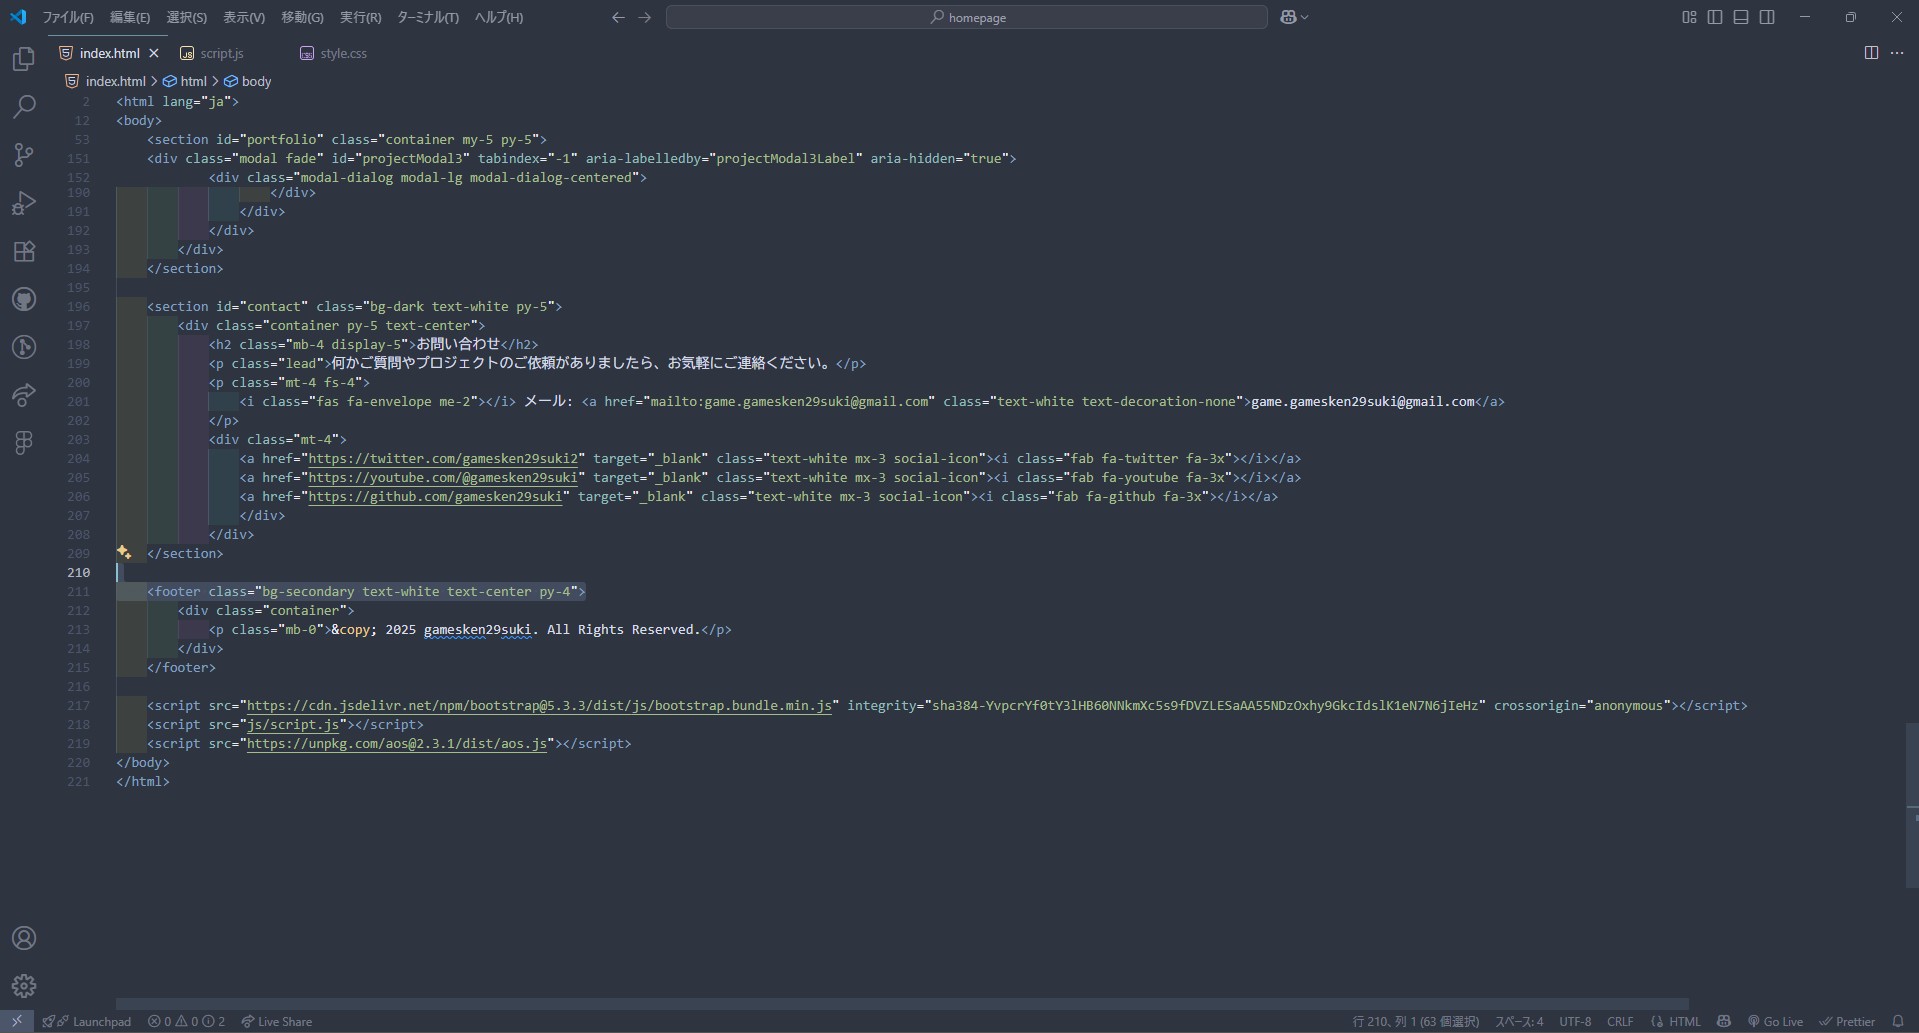 ファイル(F) 編集(E) 選択(S) 表示(V) 移動(G) 実行(R) ターミナル(T) ヘルプ(H) homepage
index.html script.js style.css
index.html > html > body
2 <html lang="ja">
12 <body>
53 <section id="portfolio" class="container my-5 py-5">
151 <div class="modal fade" id="projectModal3" tabindex="-1" aria-labelledby="projectModal3Label" aria-hidden="true">
152 <div class="modal-dialog modal-lg modal-dialog-centered">
190 </div>
191 </div>
192 </div>
193 </div>
194 </section>
195
196 <section id="contact" class="bg-dark text-white py-5">
197 <div class="container py-5 text-center">
198 <h2 class="mb-4 display-5">お問い合わせ</h2>
199 <p class="lead">何かご質問やプロジェクトのご依頼がありましたら、お気軽にご連絡ください。</p>
200 <p class="mt-4 fs-4">
201 <i class="fas fa-envelope me-2"></i> メール: <a href="mailto:game.gamesken29suki@gmail.com" class="text-white text-decoration-none">game.gamesken29suki@gmail.com</a>
202 </p>
203 <div class="mt-4">
204 <a href="https://twitter.com/gamesken29suki2" target="_blank" class="text-white mx-3 social-icon"><i class="fab fa-twitter fa-3x"></i></a>
205 <a href="https://youtube.com/@gamesken29suki" target="_blank" class="text-white mx-3 social-icon"><i class="fab fa-youtube fa-3x"></i></a>
206 <a href="https://github.com/gamesken29suki" target="_blank" class="text-white mx-3 social-icon"><i class="fab fa-github fa-3x"></i></a>
207 </div>
208 </div>
209 </section>
210
211 <footer class="bg-secondary text-white text-center py-4">
212 <div class="container">
213 <p class="mb-0">&copy; 2025 gamesken29suki. All Rights Reserved.</p>
214 </div>
215 </footer>
216
217 <script src="https://cdn.jsdelivr.net/npm/bootstrap@5.3.3/dist/js/bootstrap.bundle.min.js" integrity="sha384-YvpcrYf0tY3lHB60NNkmXc5s9fDVZLESaAA55NDzOxhy9GkcIdslK1eN7N6jIeHz" crossorigin="anonymous"></script>
218 <script src="js/script.js"></script>
219 <script src="https://unpkg.com/aos@2.3.1/dist/aos.js"></script>
220 </body>
221 </html>
Launchpad 0 0 2 Live Share 行 210、列 1 (63 個選択) スペース: 4 UTF-8 CRLF HTML Go Live Prettier